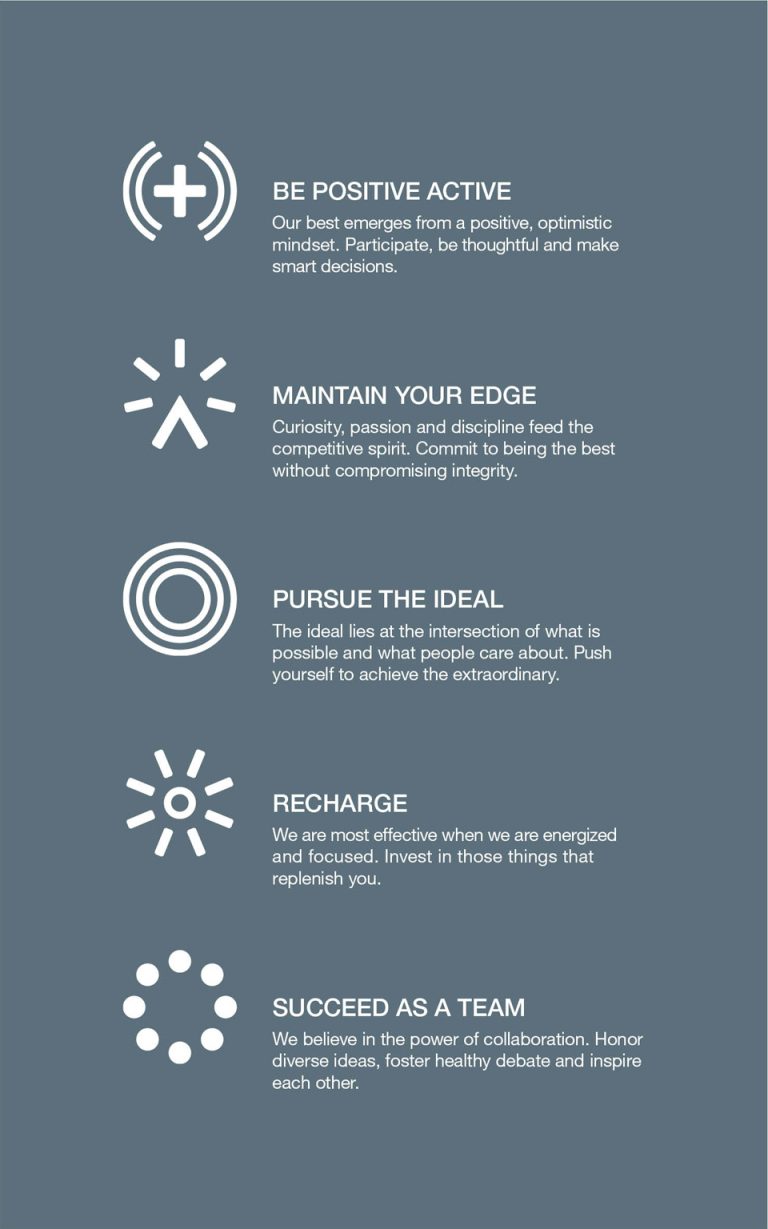 BE POSITIVE ACTIVE
Our best emerges from a positive, optimistic
mindset. Participate, be thoughtful and make
smart decisions.
MAINTAIN YOUR EDGE
Curiosity, passion and discipline feed the
competitive spirit. Commit to being the best
without compromising integrity.
PURSUE THE IDEAL
The ideal lies at the intersection of what is
possible and what people care about. Push
yourself to achieve the extraordinary.
RECHARGE
We are most effective when we are energized
and focused. Invest in those things that
replenish you.
SUCCEED AS A TEAM
We believe in the power of collaboration. Honor
diverse ideas, foster healthy debate and inspire
each other.